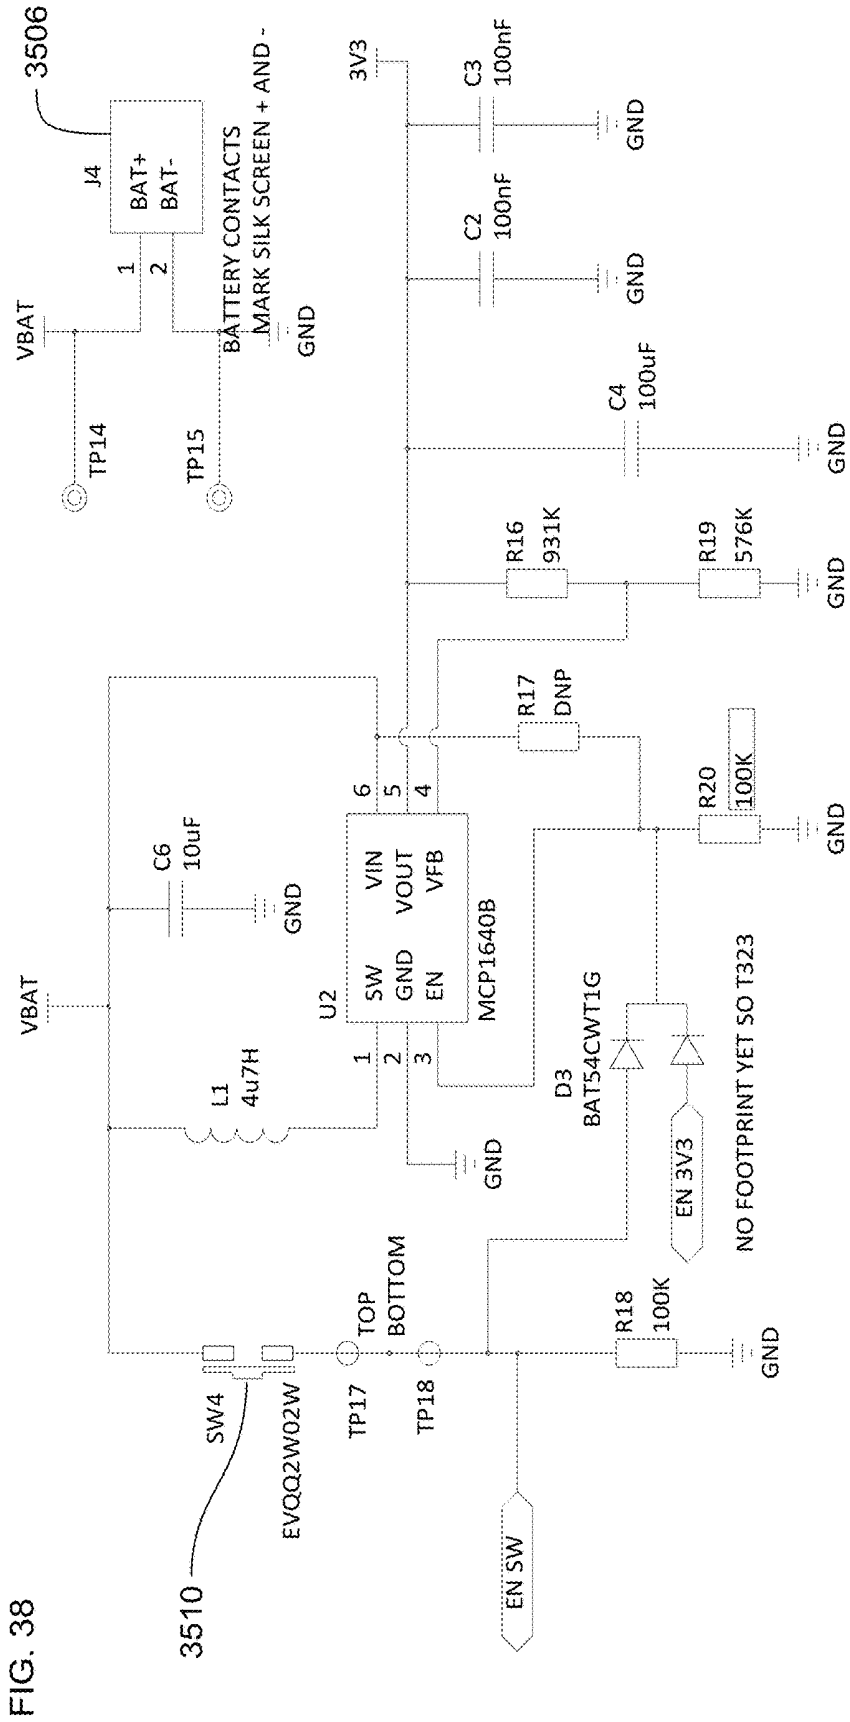 FIG. 38
3510
SW4
EVQQ2W02W
TP17
TOP
BOTTOM
TP18
EN SW
R18
100K
GND
VBAT
L1
4u7H
C6
10uF
GND
U2
1
2
3
SW
GND
EN
VIN
VOUT
VFB
6
5
4
MCP1640B
GND
D3
BAT54CWT1G
EN 3V3
NO FOOTPRINT YET SO T323
R17
DNP
R20
100K
GND
R16
931K
R19
576K
GND
C4
100uF
GND
C2
100nF
GND
C3
100nF
GND
3V3
VBAT
TP14
TP15
1
2
J4
BAT+
BAT-
3506
BATTERY CONTACTS
MARK SILK SCREEN + AND -
GND